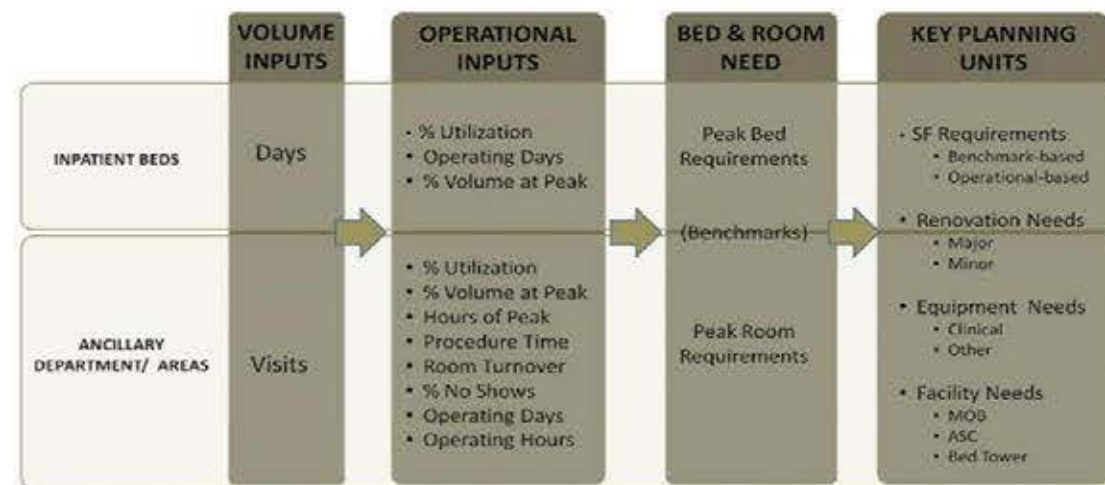 VOLUME
INPUTS
OPERATIONAL
INPUTS
BED & ROOM
NEED
KEY PLANNING
UNITS
INPATIENT BEDS
Days
• % Utilization
• Operating Days
• % Volume at Peak
Peak Bed
Requirements
(Benchmarks)
• SF Requirements
• Benchmark-based
• Operational-based
• Renovation Needs
• Major
• Minor
ANCILLARY
DEPARTMENT/ AREAS
Visits
• % Utilization
• % Volume at Peak
• Hours of Peak
• Procedure Time
• Room Turnover
• % No Shows
• Operating Days
• Operating Hours
Peak Room
Requirements
• Equipment Needs
• Clinical
• Other
• Facility Needs
• MOB
• ASC
• Bed Tower